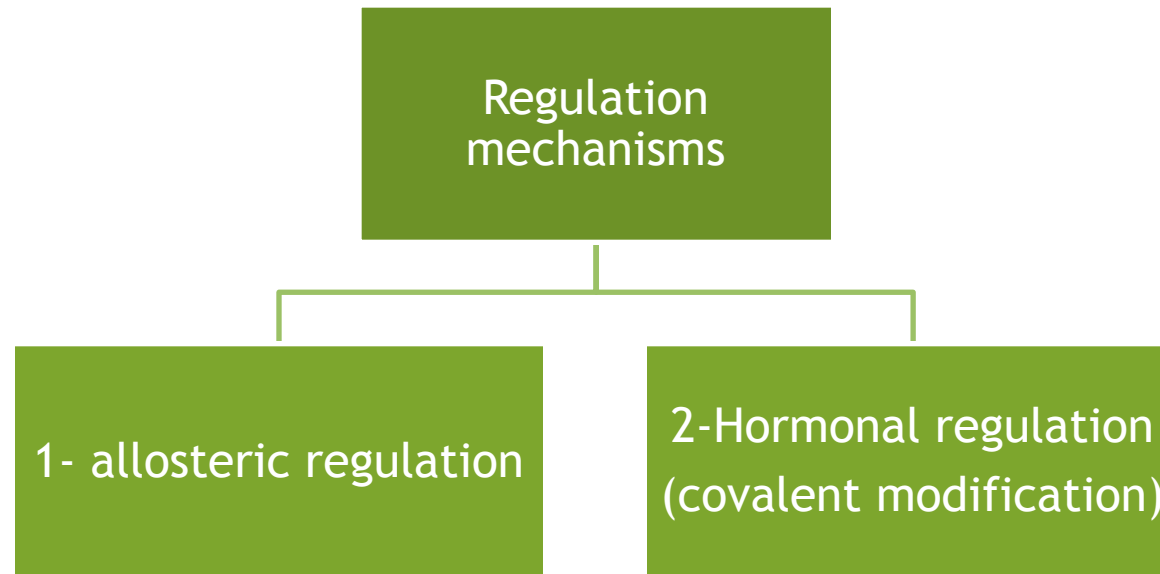 Regulation
mechanisms
1- allosteric regulation
2-Hormonal regulation
(covalent modification)